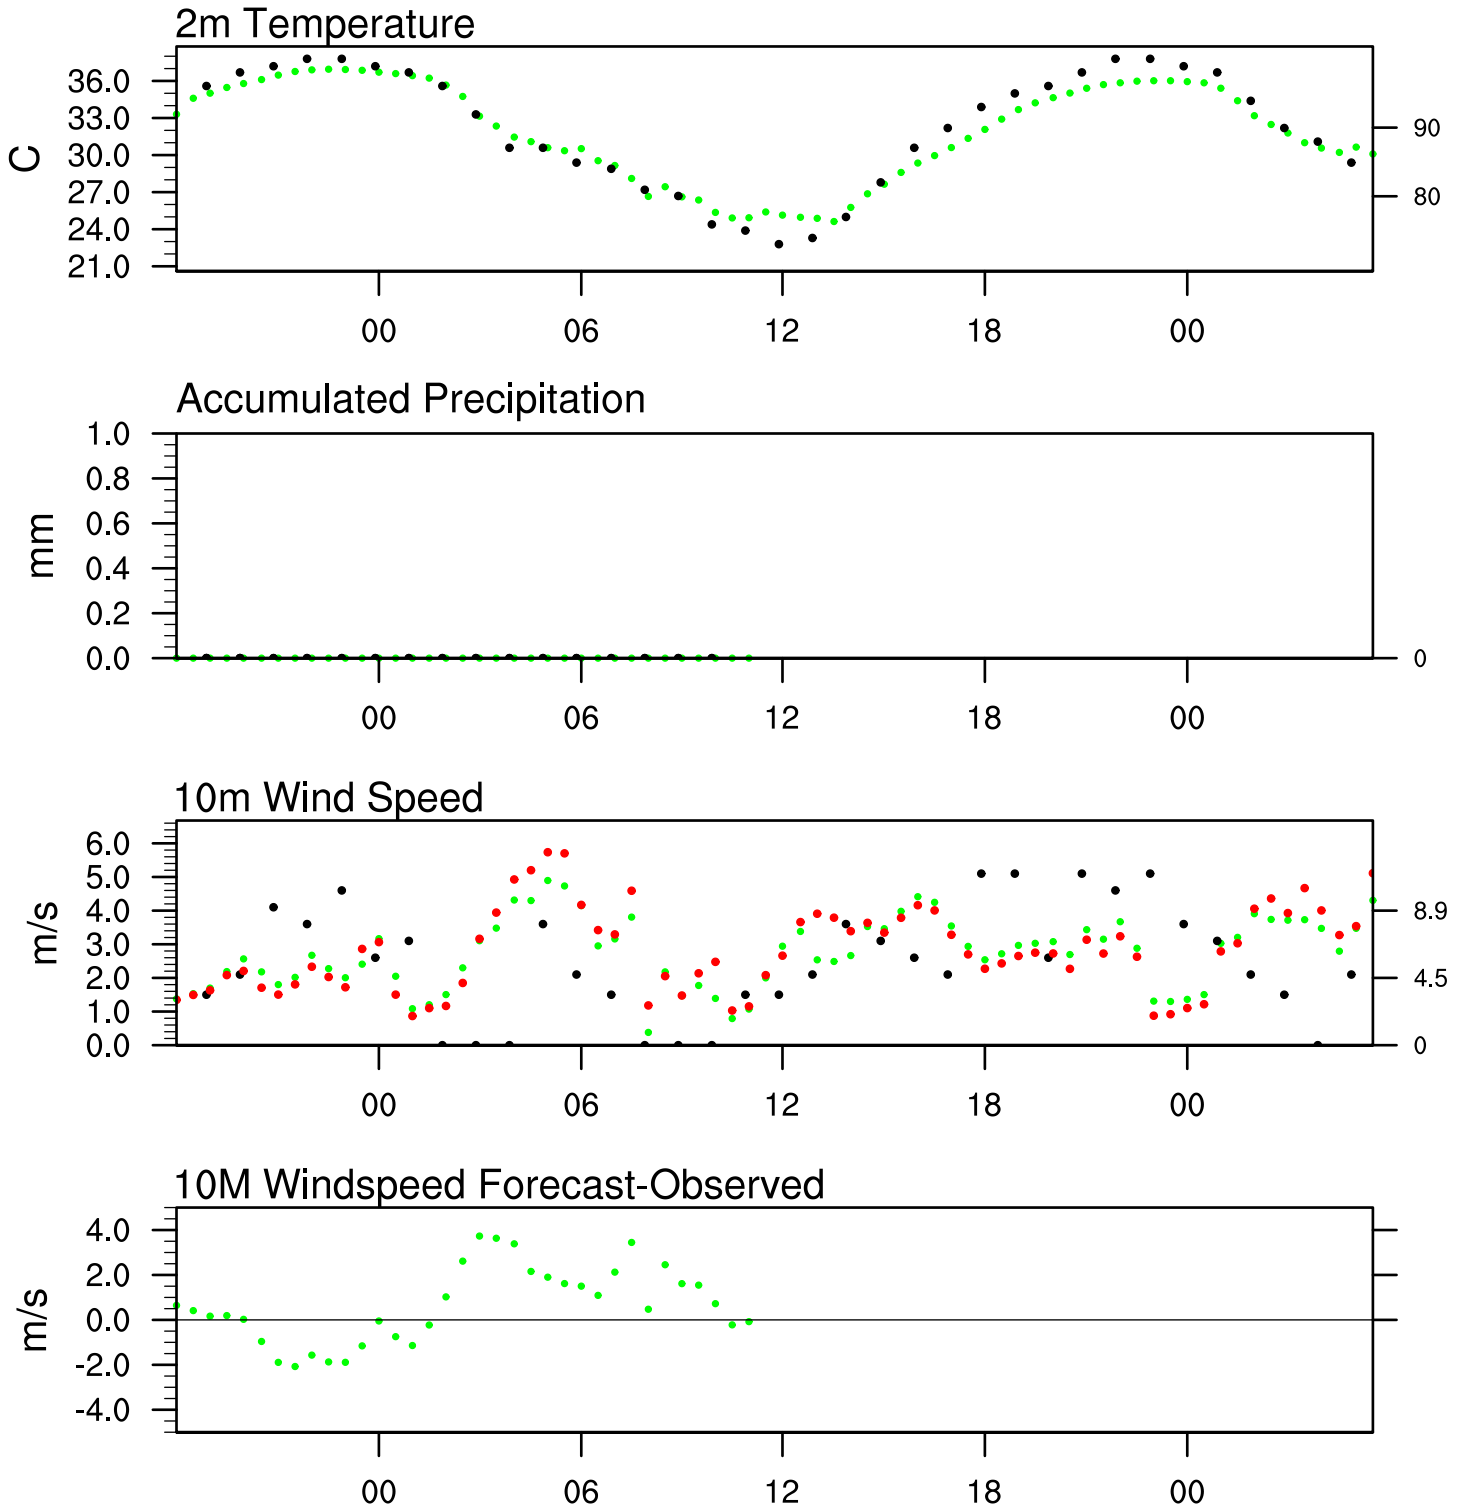 2m Temperature
36.0
33.0
30.0
27.0
24.0
21.0
C
90
80
00 06 12 18 00
Accumulated Precipitation
1.0
0.8
0.6
0.4
0.2
0.0
mm
0
00 06 12 18 00
10m Wind Speed
6.0
5.0
4.0
3.0
2.0
1.0
0.0
m/s
8.9
4.5
0
00 06 12 18 00
10M Windspeed Forecast-Observed
4.0
2.0
0.0
-2.0
-4.0
m/s
00 06 12 18 00